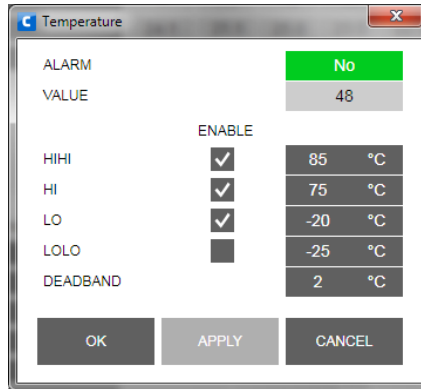 Temperature
ALARM No
VALUE 48
ENABLE
HIHI 85 °C
HI 75 °C
LO -20 °C
LOLO -25 °C
DEADBAND 2 °C
OK APPLY CANCEL